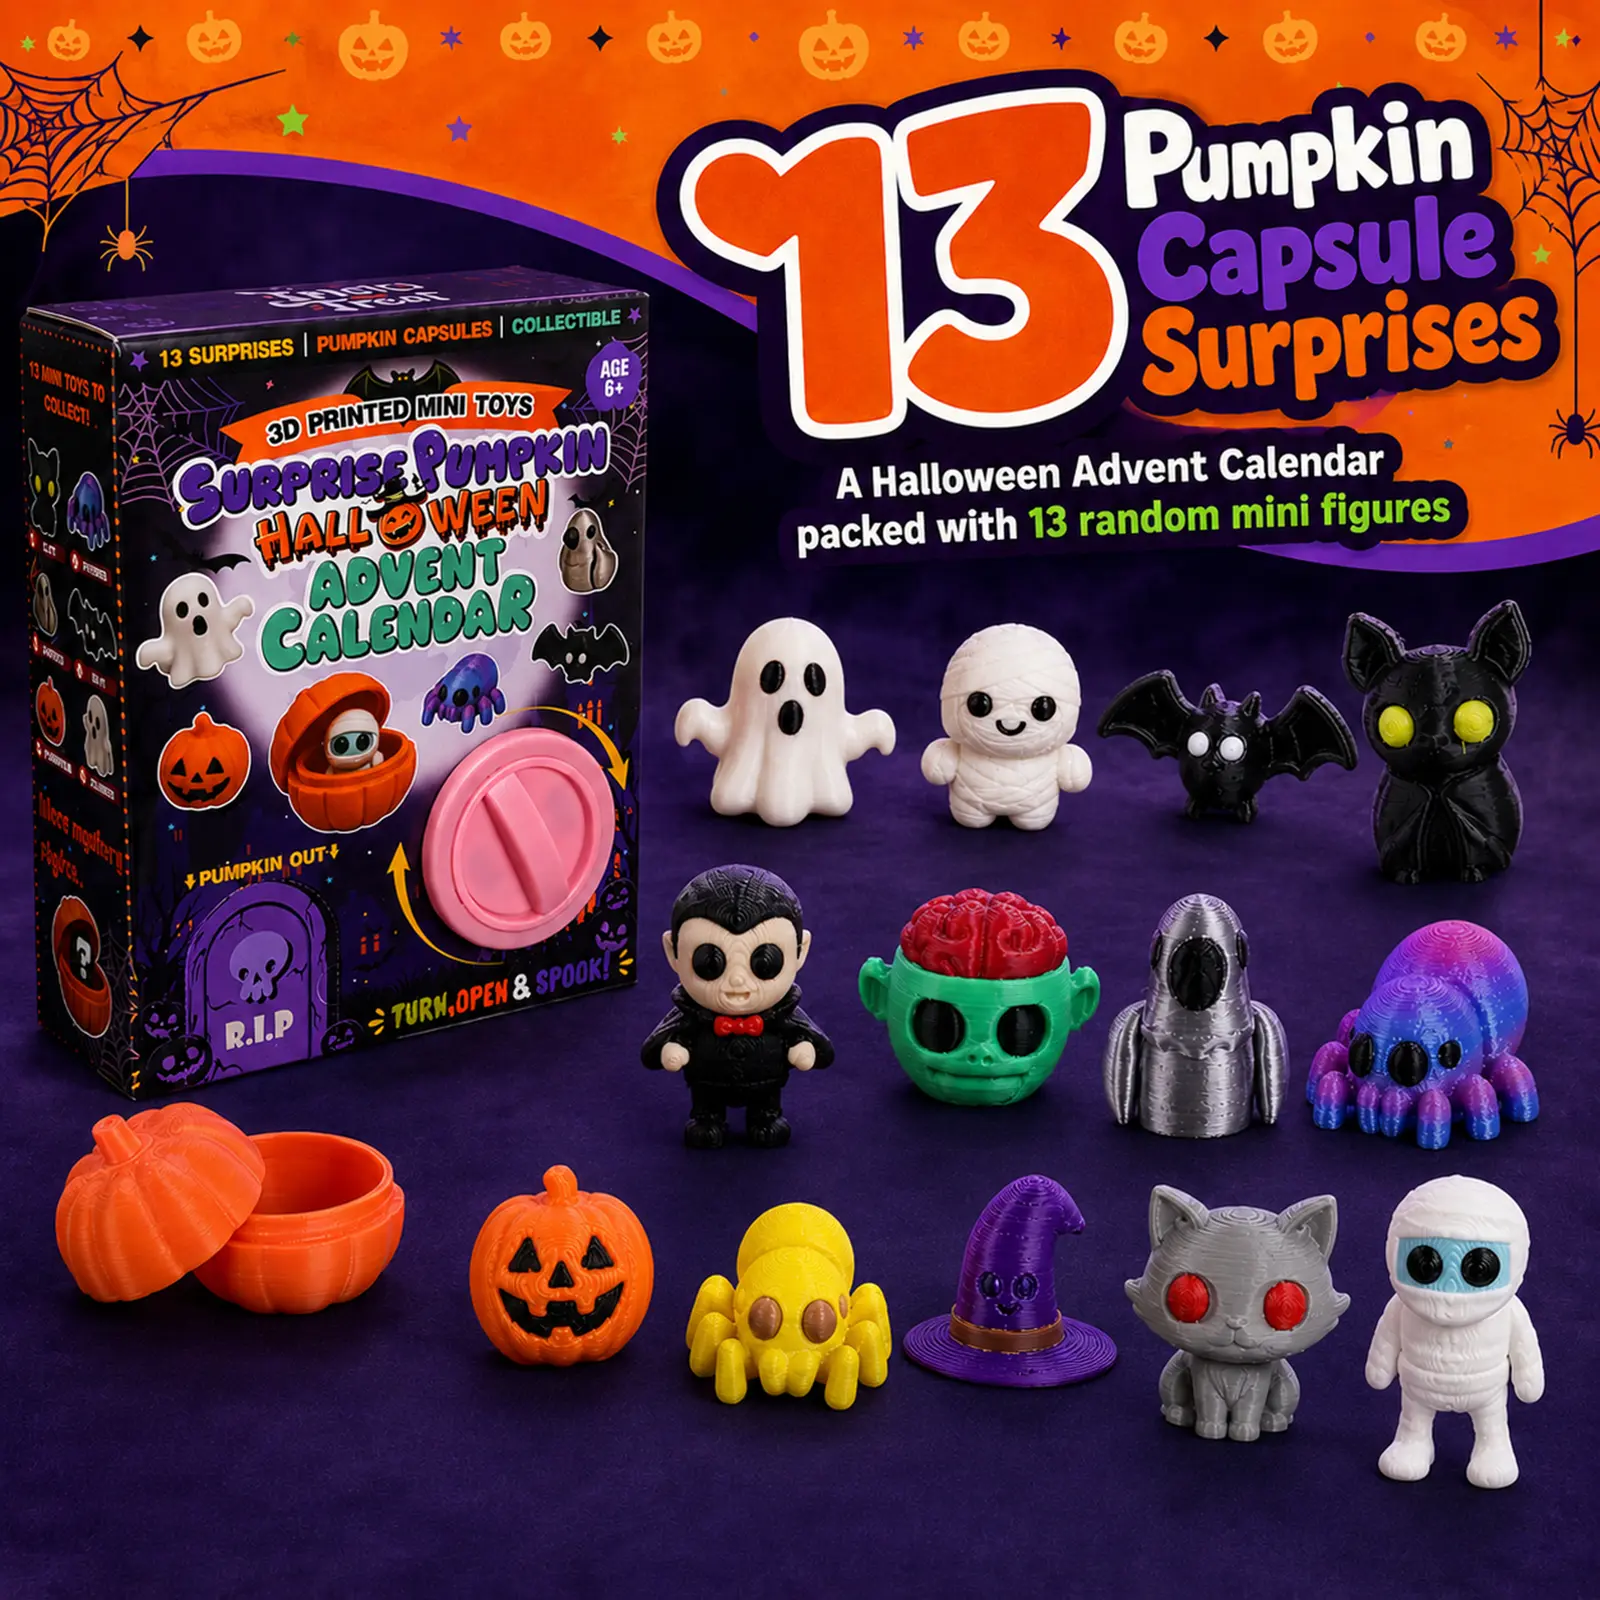 13
Pumpkin
Capsule
Surprises
A Halloween Advent Calendar
packed with 13 random mini figures
13 SURPRISES | PUMPKIN CAPSULES | COLLECTIBLE
AGE
6+
3D PRINTED MINI TOYS
SURPRISE PUMPKIN
HALLOWEEN
ADVENT
CALENDAR
PUMPKIN OUT
R.I.P
TURN, OPEN & SPOOK!
13 MINI TOYS TO
COLLECT!
?